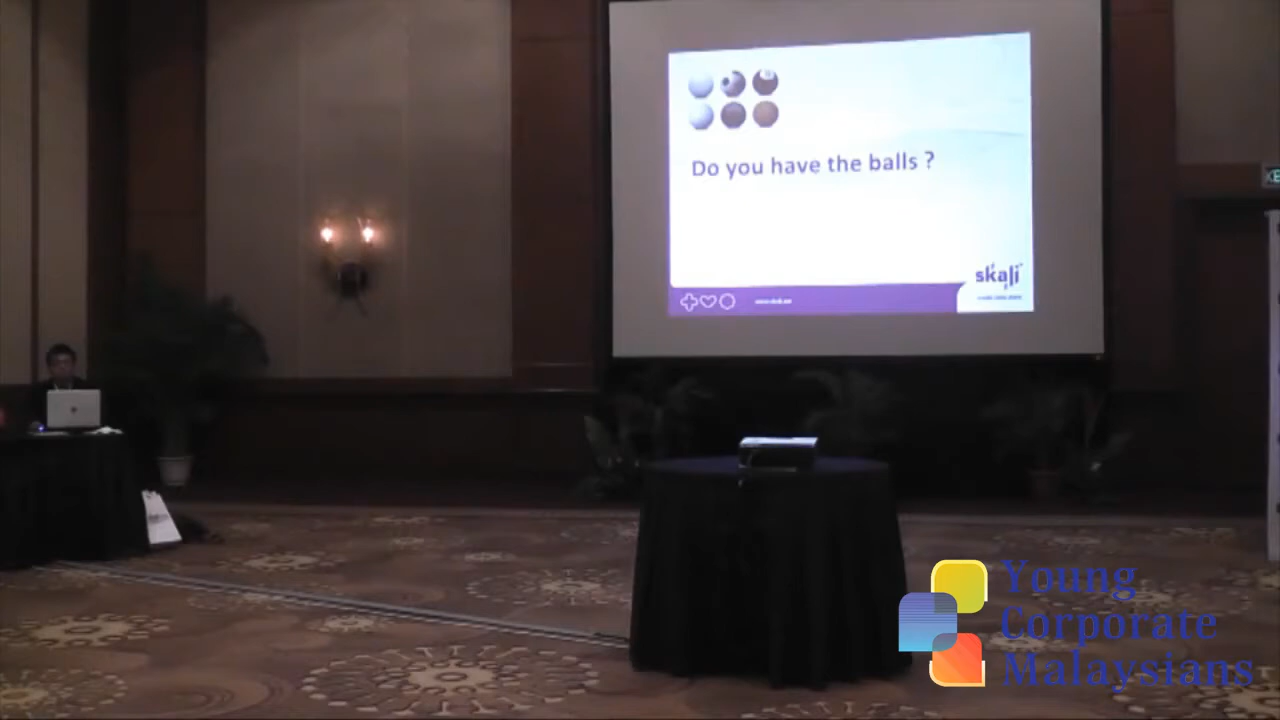 Do you have the balls ?
skali
Young
Corporate
Malaysians